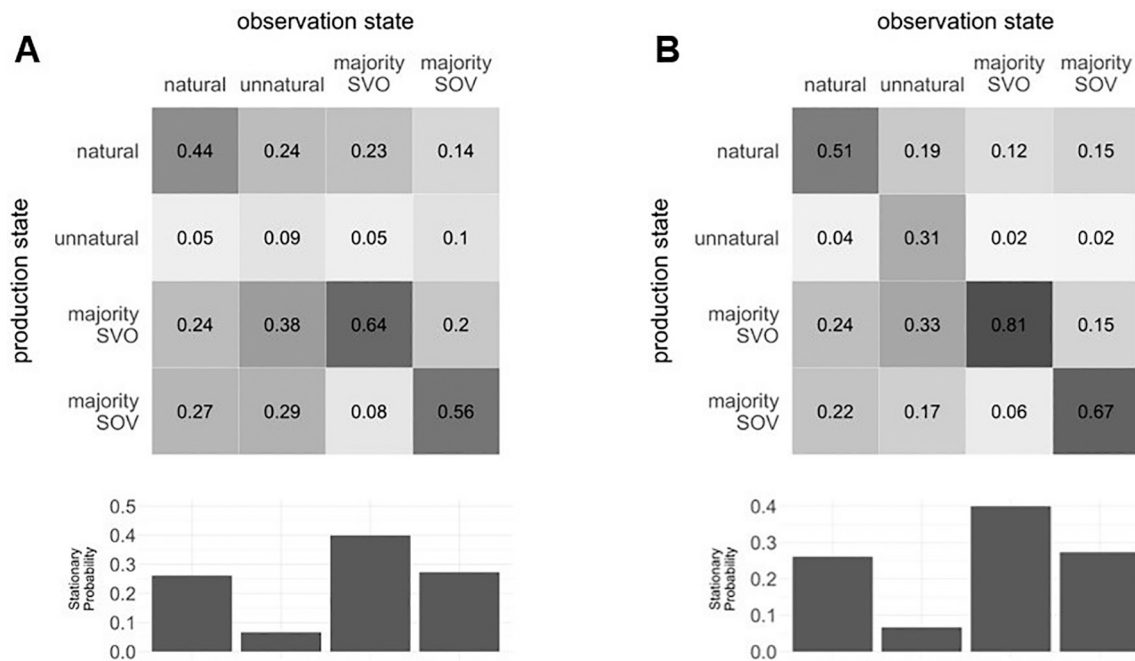 A
observation state
natural unnatural majority SVO majority SOV
production state
natural 0.44 0.24 0.23 0.14
unnatural 0.05 0.09 0.05 0.1
majority SVO 0.24 0.38 0.64 0.2
majority SOV 0.27 0.29 0.08 0.56
Stationary
Probability
0.5
0.4
0.3
0.2
0.1
0.0
B
observation state
natural unnatural majority SVO majority SOV
production state
natural 0.51 0.19 0.12 0.15
unnatural 0.04 0.31 0.02 0.02
majority SVO 0.24 0.33 0.81 0.15
majority SOV 0.22 0.17 0.06 0.67
Stationary
Probability
0.4
0.3
0.2
0.1
0.0